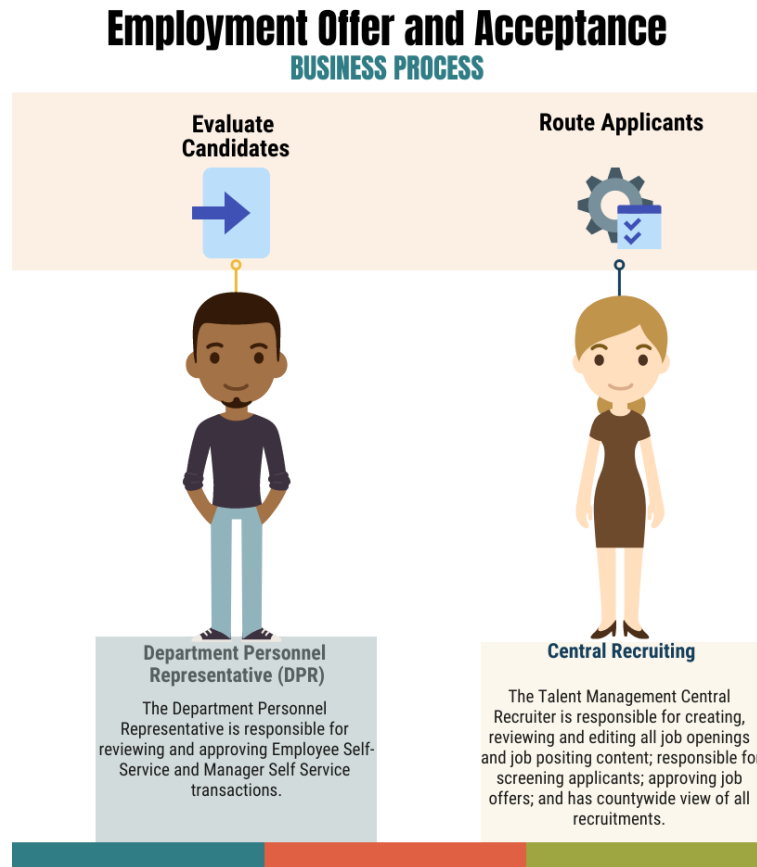 Employment Offer and Acceptance
BUSINESS PROCESS
Evaluate
Candidates
Route Applicants
Department Personnel
Representative (DPR)
The Department Personnel
Representative is responsible for
reviewing and approving Employee Self-
Service and Manager Self Service
transactions.
Central Recruiting
The Talent Management Central
Recruiter is responsible for creating,
reviewing and editing all job openings
and job positing content; responsible for
screening applicants; approving job
offers; and has countywide view of all
recruitments.